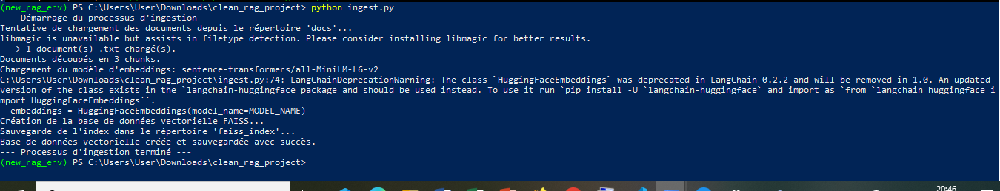 (new_rag_env) PS C:\Users\User\Downloads\clean_rag_project> python ingest.py
--- Démarrage du processus d'ingestion ---
Tentative de chargement des documents depuis le répertoire 'docs'...
libmagic is unavailable but assists in filetype detection. Please consider installing libmagic for better results.
  -> 1 document(s) .txt chargé(s).
Documents découpés en 3 chunks.
Chargement du modèle d'embeddings: sentence-transformers/all-MiniLM-L6-v2
C:\Users\User\Downloads\clean_rag_project\ingest.py:74: LangChainDeprecationWarning: The class `HuggingFaceEmbeddings` was deprecated in LangChain 0.2.2 and will be removed in 1.0. An updated
version of the class exists in the `langchain-huggingface package and should be used instead. To use it run `pip install -U `langchain-huggingface` and import as `from `langchain_huggingface i
mport HuggingFaceEmbeddings``.
  embeddings = HuggingFaceEmbeddings(model_name=MODEL_NAME)
Création de la base de données vectorielle FAISS...
Sauvegarde de l'index dans le répertoire 'faiss_index'...
Base de données vectorielle créée et sauvegardée avec succès.
--- Processus d'ingestion terminé ---
(new_rag_env) PS C:\Users\User\Downloads\clean_rag_project>
20:46